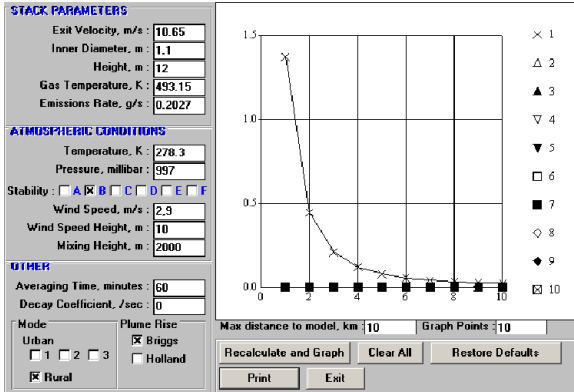 STACK PARAMETERS
Exit Velocity, m/s : 10.65
Inner Diameter, m : 1.1
Height, m : 12
Gas Temperature, K : 493.15
Emissions Rate, g/s : 0.2027
ATMOSPHERIC CONDITIONS
Temperature, K : 278.3
Pressure, millibar : 997
Stability : A B C D E F
Wind Speed, m/s : 2,9
Wind Speed Height, m : 10
Mixing Height, m : 2000
OTHER
Averaging Time, minutes : 60
Decay Coefficient, /sec : 0
Mode
Urban
1 2 3
Rural
Plume Rise
Briggs
Holland
1.5
1.0
0.5
0.0
0 2 4 6 8 10
1
2
3
4
5
6
7
8
9
10
Max distance to model, km : 10 Graph Points : 10
Recalculate and Graph Clear All Restore Defaults
Print Exit